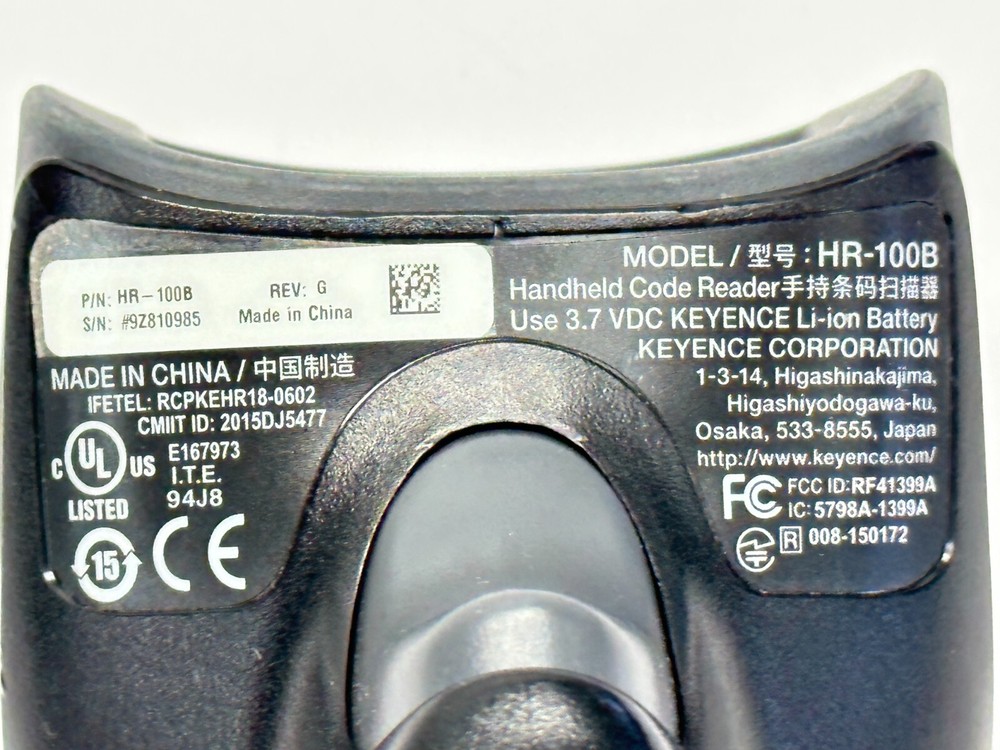 P/N: HR-100B REV: G
S/N: #9Z810985 Made in China
MADE IN CHINA / 中国制造
IFETEL: RCPKEHR18-0602
CMIIT ID: 2015DJ5477
C UL US E167973
I.T.E.
LISTED 94J8
15 CE
MODEL / 型号 : HR-100B
Handheld Code Reader手持条码扫描器
Use 3.7 VDC KEYENCE Li-ion Battery
KEYENCE CORPORATION
1-3-14, Higashinakajima,
Higashiyodogawa-ku,
Osaka, 533-8555, Japan
http://www.keyence.com/
FC FCC ID:RF41399A
IC: 5798A-1399A
R 008-150172